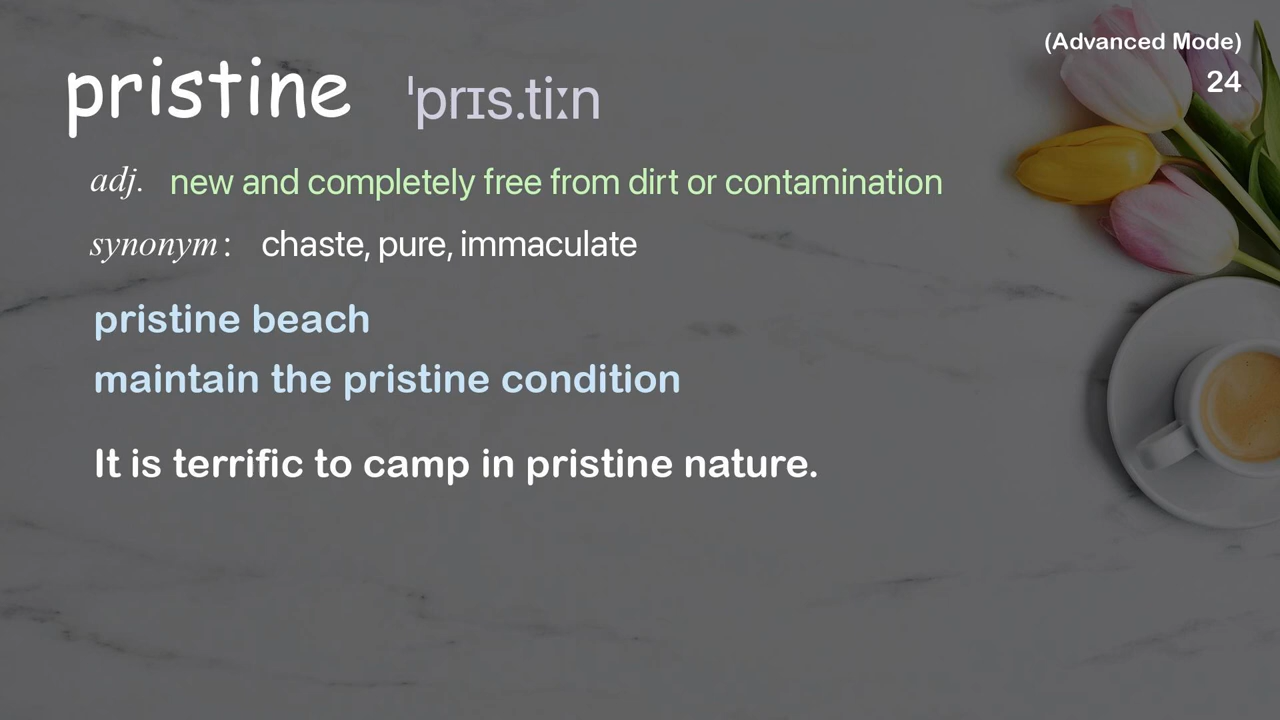 (Advanced Mode)
24
pristine ˈprɪs.tiːn
adj. new and completely free from dirt or contamination
synonym: chaste, pure, immaculate
pristine beach
maintain the pristine condition
It is terrific to camp in pristine nature.